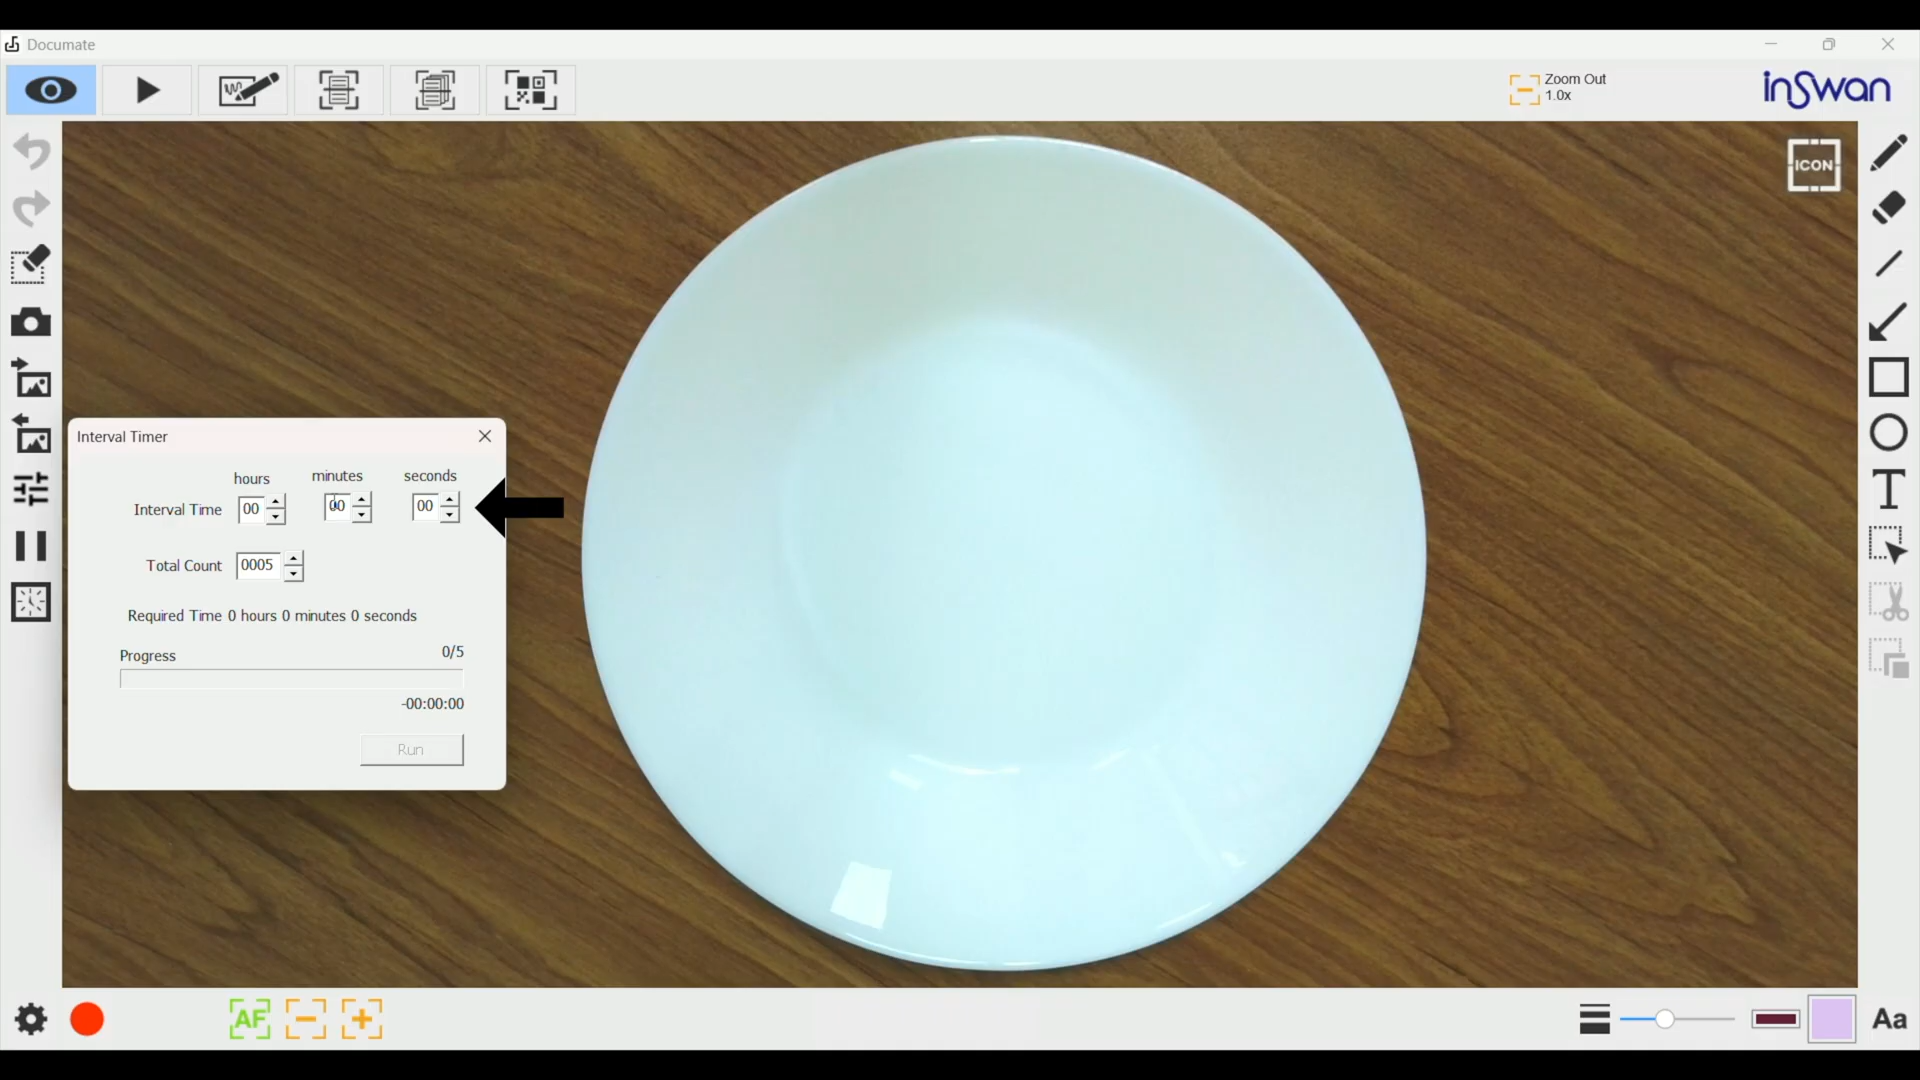 Documate
Zoom Out
1.0x
inSwan
ICON
Interval Timer
hours minutes seconds
Interval Time 00 00 00
Total Count 0005
Required Time 0 hours 0 minutes 0 seconds
Progress 0/5
-00:00:00
Run
T
AF
Aa